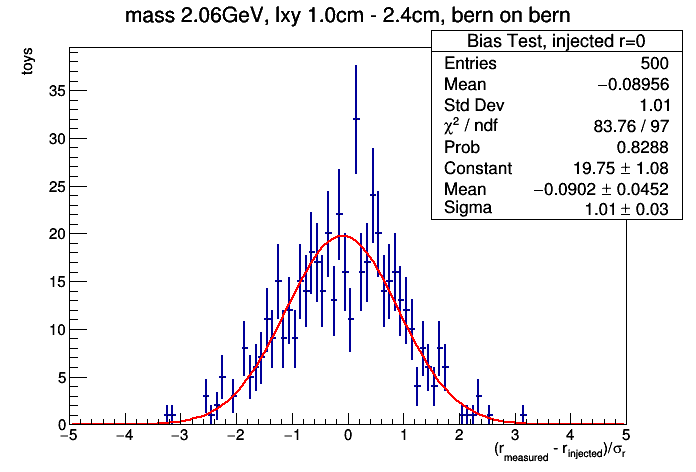 mass 2.06GeV, lxy 1.0cm - 2.4cm, bern on bern
toys
Bias Test, injected r=0
Entries 500
Mean −0.08956
Std Dev 1.01
χ² / ndf 83.76 / 97
Prob 0.8288
Constant 19.75 ± 1.08
Mean −0.0902 ± 0.0452
Sigma 1.01 ± 0.03
35
30
25
20
15
10
5
0
−5 −4 −3 −2 −1 0 1 2 3 4 5
(r_measured - r_injected)/σ_r